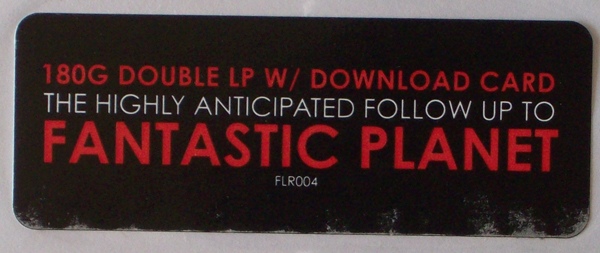 180G DOUBLE LP W/ DOWNLOAD CARD
THE HIGHLY ANTICIPATED FOLLOW UP TO
FANTASTIC PLANET
FLR004